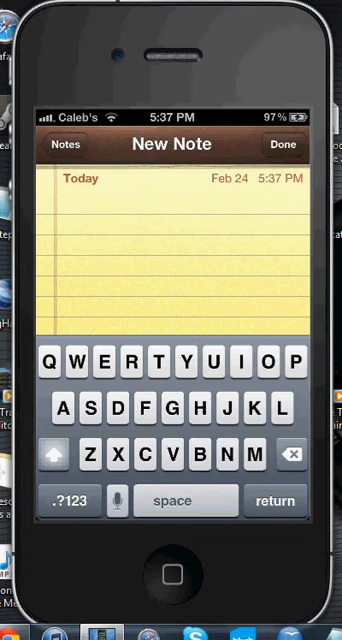 Caleb's 5:37 PM 97%
Notes New Note Done
Today Feb 24 5:37 PM
Q W E R T Y U I O P
A S D F G H J K L
Z X C V B N M
.?123 space return